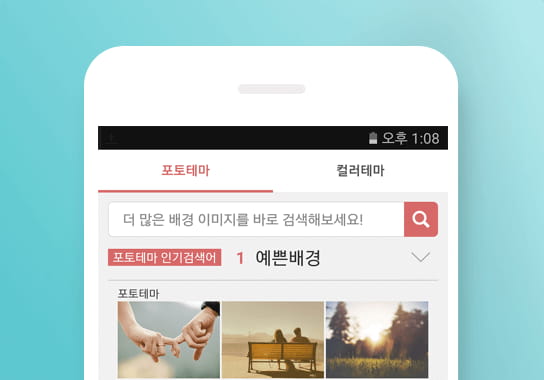 오후 1:08
포토테마 컬러테마
더 많은 배경 이미지를 바로 검색해보세요!
포토테마 인기검색어 1 예쁜배경
포토테마